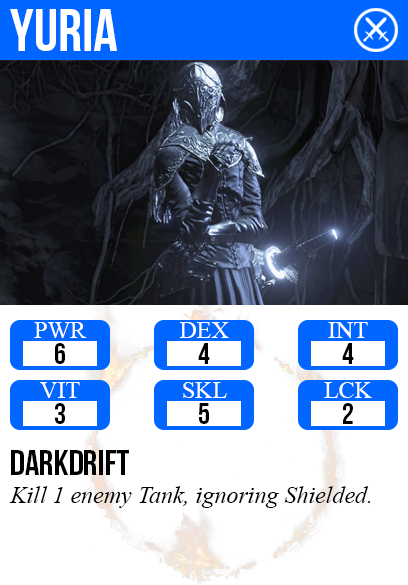 YURIA
PWR DEX INT
6 4 4
VIT SKL LCK
3 5 2
DARKDRIFT
Kill 1 enemy Tank, ignoring Shielded.